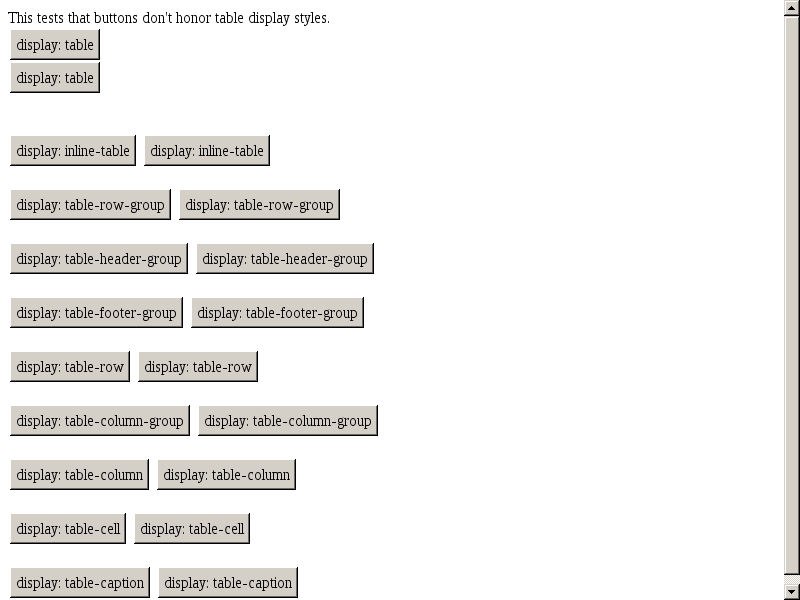 This tests that buttons don't honor table display styles.
display: table
display: table
display: inline-table display: inline-table
display: table-row-group display: table-row-group
display: table-header-group display: table-header-group
display: table-footer-group display: table-footer-group
display: table-row display: table-row
display: table-column-group display: table-column-group
display: table-column display: table-column
display: table-cell display: table-cell
display: table-caption display: table-caption